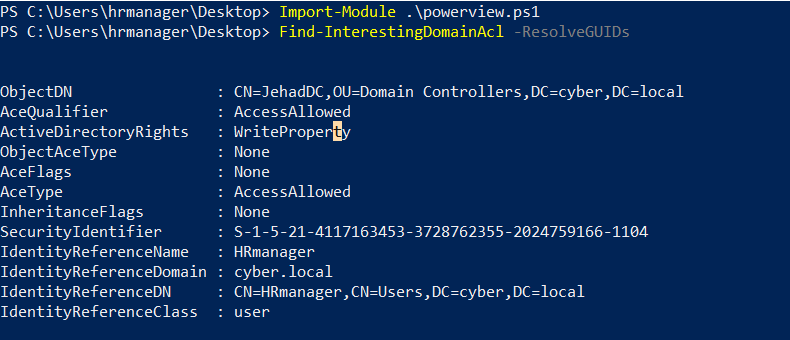 PS C:\Users\hrmanager\Desktop> Import-Module .\powerview.ps1
PS C:\Users\hrmanager\Desktop> Find-InterestingDomainAcl -ResolveGUIDs
ObjectDN : CN=JehadDC,OU=Domain Controllers,DC=cyber,DC=local
AceQualifier : AccessAllowed
ActiveDirectoryRights : WriteProperty
ObjectAceType : None
AceFlags : None
AceType : AccessAllowed
InheritanceFlags : None
SecurityIdentifier : S-1-5-21-4117163453-3728762355-2024759166-1104
IdentityReferenceName : HRmanager
IdentityReferenceDomain : cyber.local
IdentityReferenceDN : CN=HRmanager,CN=Users,DC=cyber,DC=local
IdentityReferenceClass : user